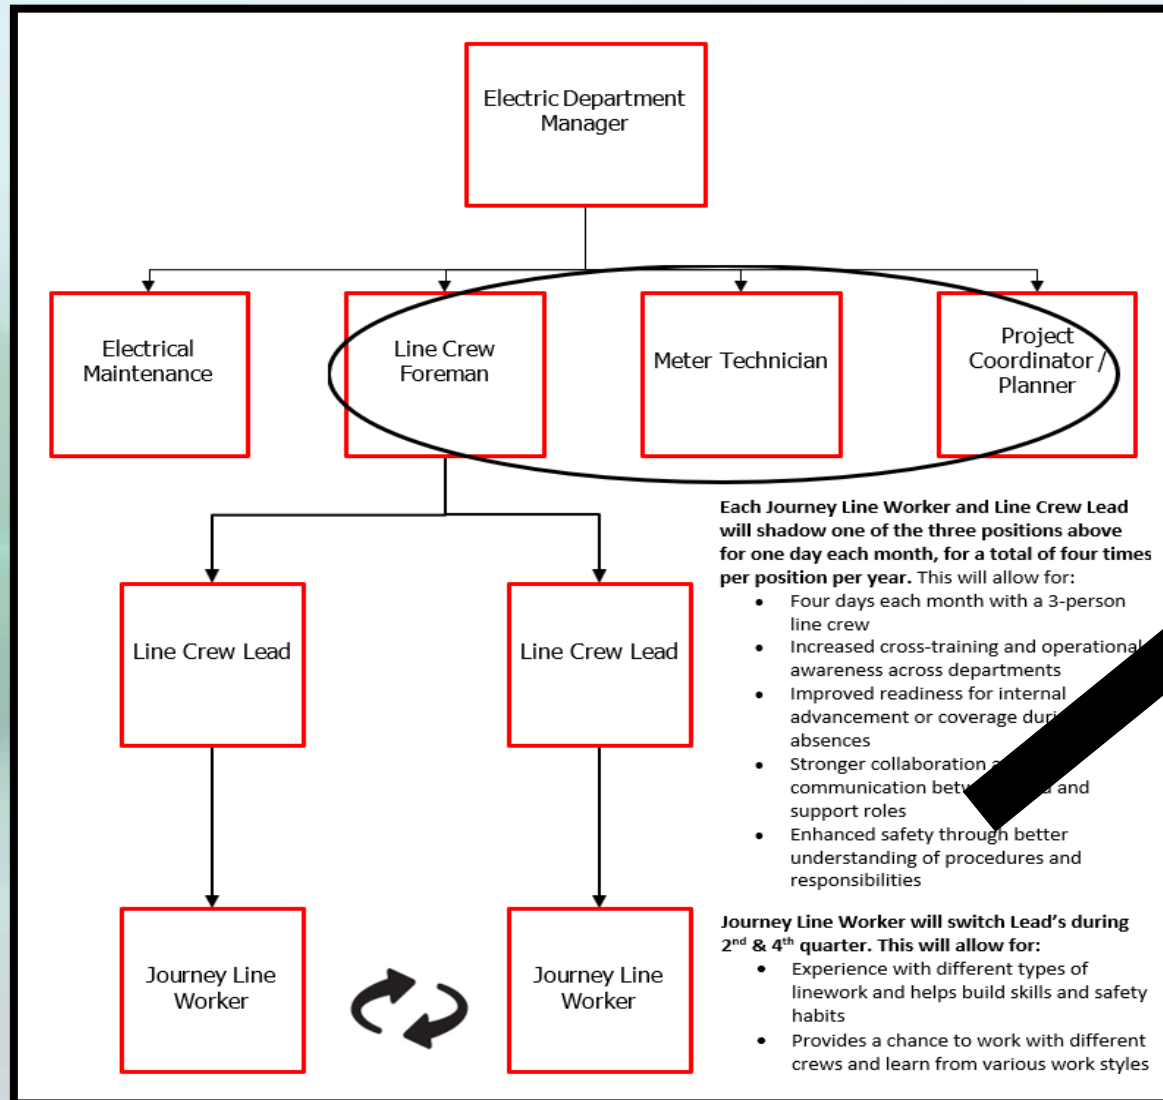 Electric Department
Manager
Electrical
Maintenance
Line Crew
Foreman
Meter Technician
Project
Coordinator /
Planner
Each Journey Line Worker and Line Crew Lead
will shadow one of the three positions above
for one day each month, for a total of four times
per position per year. This will allow for:
• Four days each month with a 3-person
line crew
• Increased cross-training and operational
awareness across departments
• Improved readiness for internal
advancement or coverage
absences
• Stronger collaboration
communication and
support roles
• Enhanced safety through better
understanding of procedures and
responsibilities
Line Crew Lead
Line Crew Lead
Journey Line
Worker
Journey Line
Worker
Journey Line Worker will switch Lead’s during
2nd & 4th quarter. This will allow for:
• Experience with different types of
linework and helps build skills and safety
habits
• Provides a chance to work with different
crews and learn from various work styles